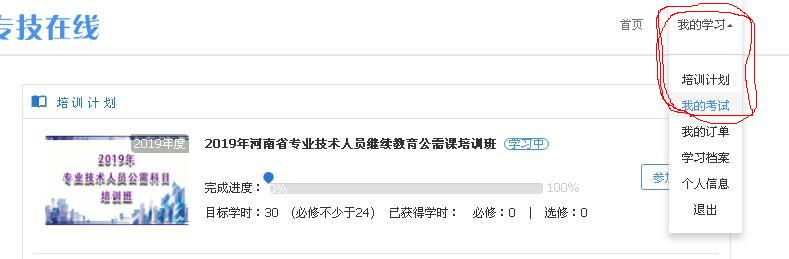 专技在线
首页
我的学习
培训计划
我的考试
我的订单
学习档案
个人信息
退出
培训计划
2019年度
2019年
专业技术人员公需科目
培训班
2019年河南省专业技术人员继续教育公需课培训班 学习中
完成进度： 0% 100%
参加
目标学时：30 (必修不少于24) 已获得学时： 必修：0 | 选修：0